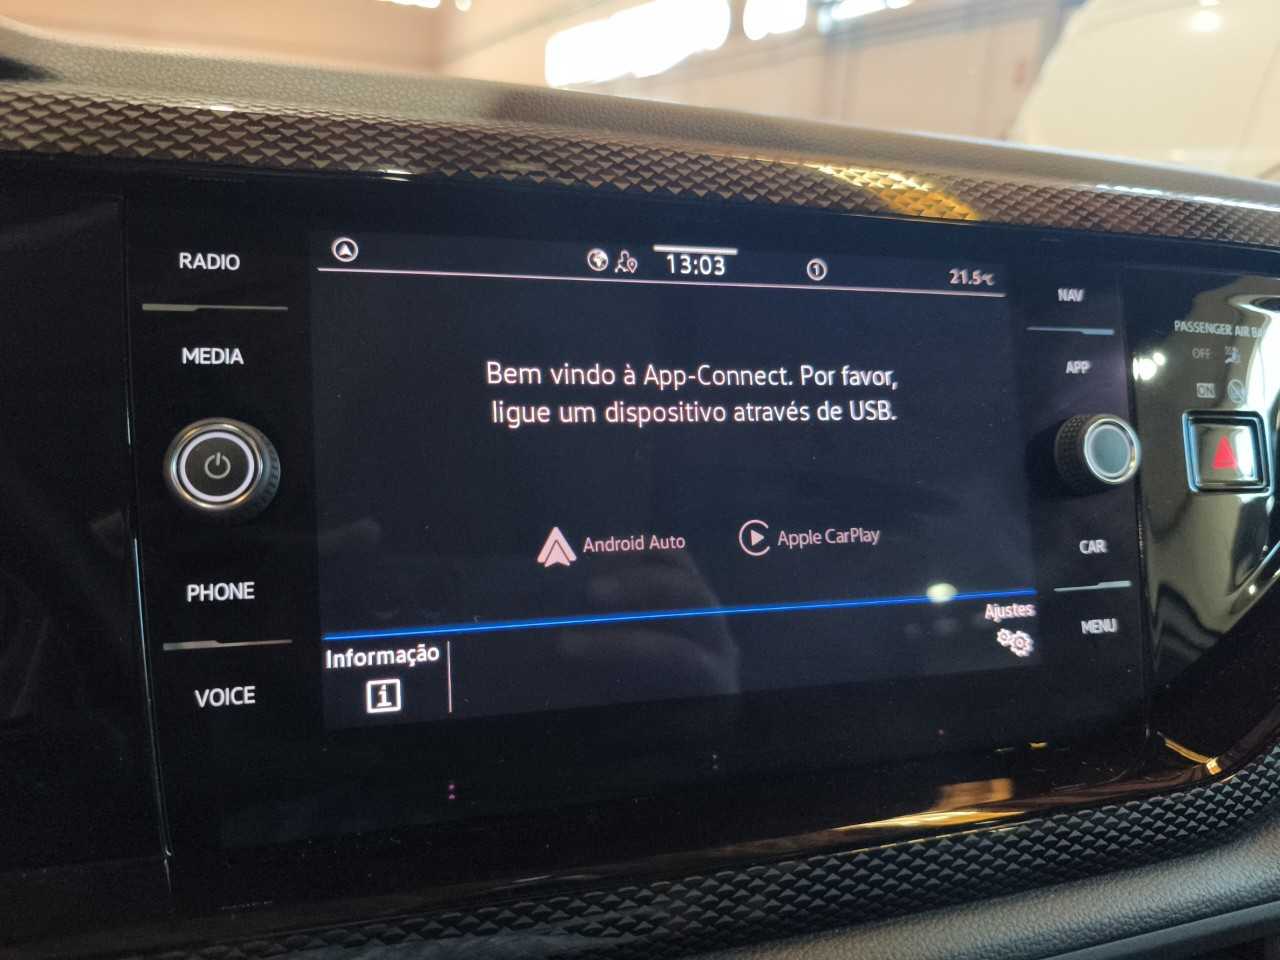 RADIO
MEDIA
PHONE
VOICE
13:03
1
21.5°C
Bem vindo à App-Connect. Por favor,
ligue um dispositivo através de USB.
Android Auto
Apple CarPlay
Informação
i
Ajustes
NAV
APP
CAR
MENU
PASSENGER AIR
OFF
ON